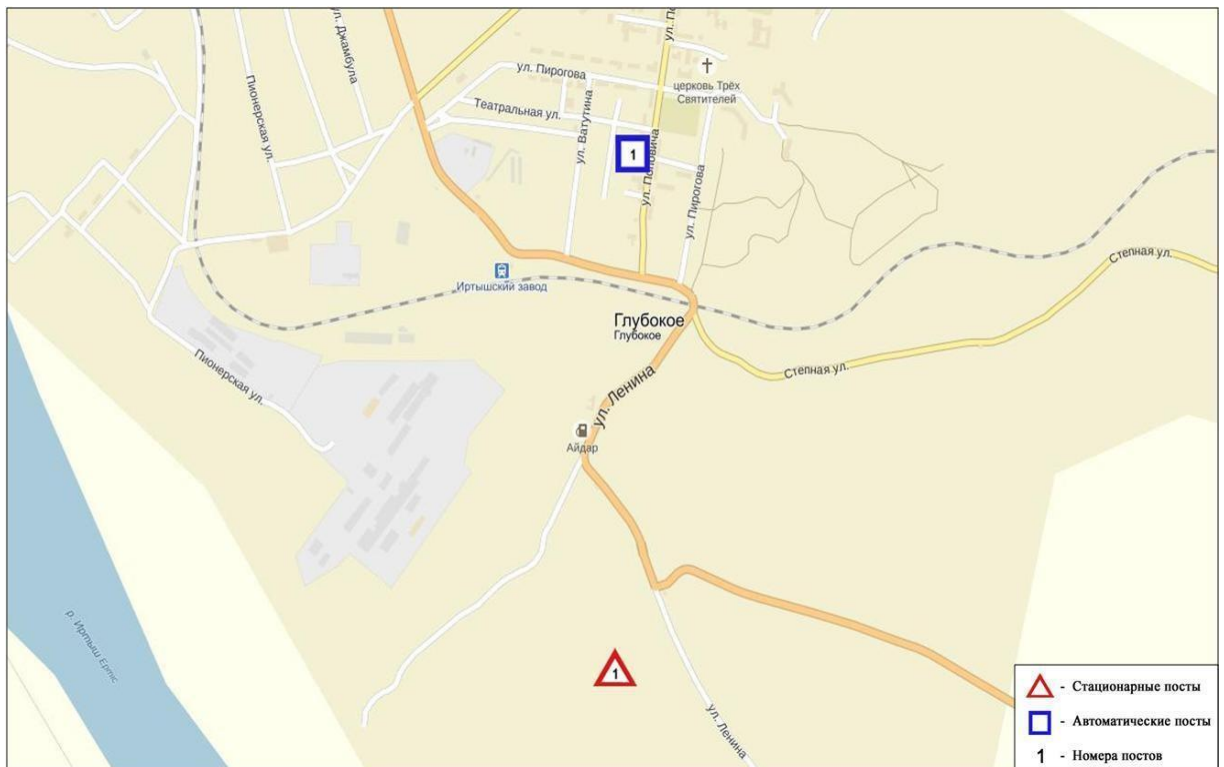 ул. Джамбула
ул. По
ул. Пирогова
церковь Трёх
Святителей
Пионерская ул.
Театральная ул.
ул. Ватутина
1
ул. Поповича
ул. Пирогова
Степная ул.
Иртышский завод
Глубокое
Глубокое
Пионерская ул.
Степная ул.
ул. Ленина
Айдар
р. Иртыш Ертіс
1
ул. Ленина
- Стационарные посты
- Автоматические посты
1 - Номера постов